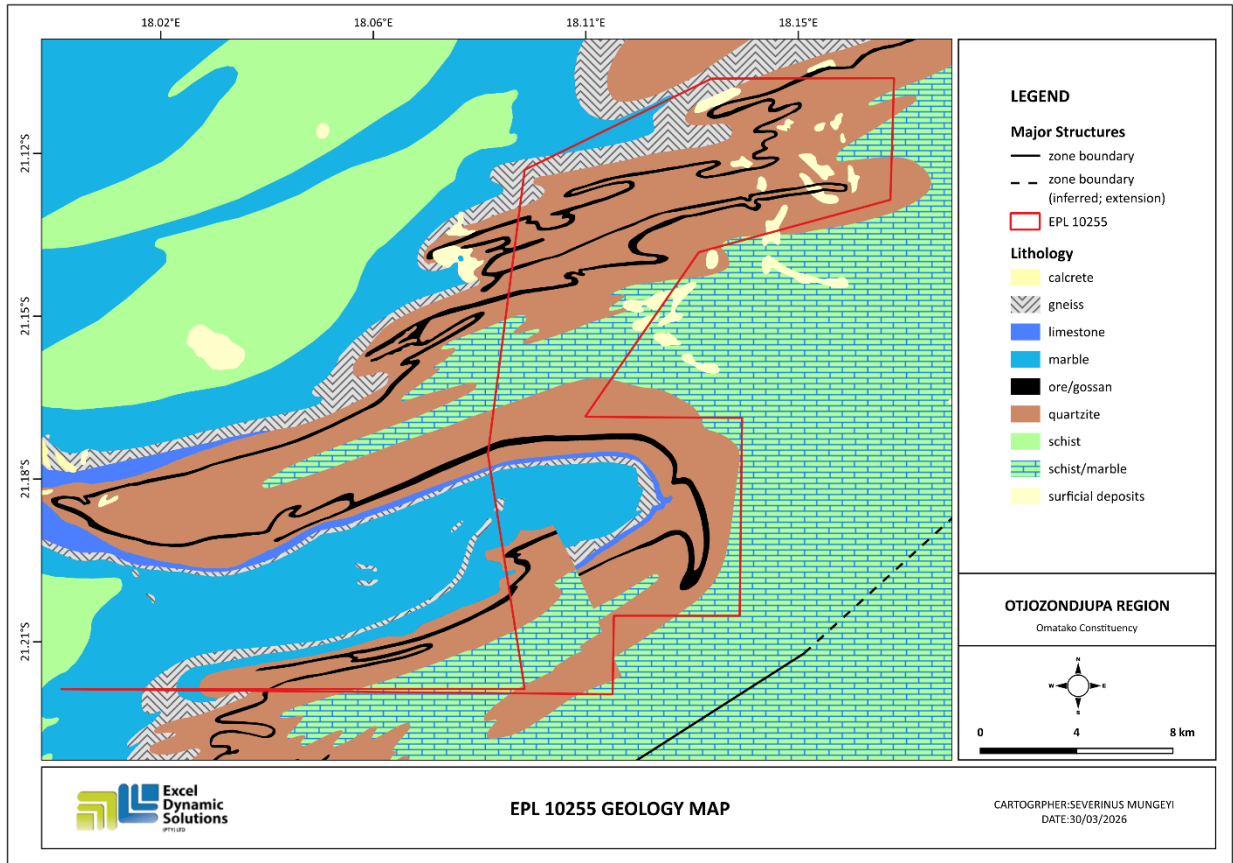 18.02°E
18.06°E
18.11°E
18.15°E
21.12°S
21.15°S
21.18°S
21.21°S
LEGEND
Major Structures
zone boundary
zone boundary
(inferred; extension)
EPL 10255
Lithology
calcrete
gneiss
limestone
marble
ore/gossan
quartzite
schist
schist/marble
surficial deposits
OTJOZONDJUPA REGION
Omatako Constituency
N
W
E
S
0 4 8 km
Excel
Dynamic
Solutions
(PTY) LTD
EPL 10255 GEOLOGY MAP
CARTOGRPHER:SEVERINUS MUNGEYI
DATE:30/03/2026